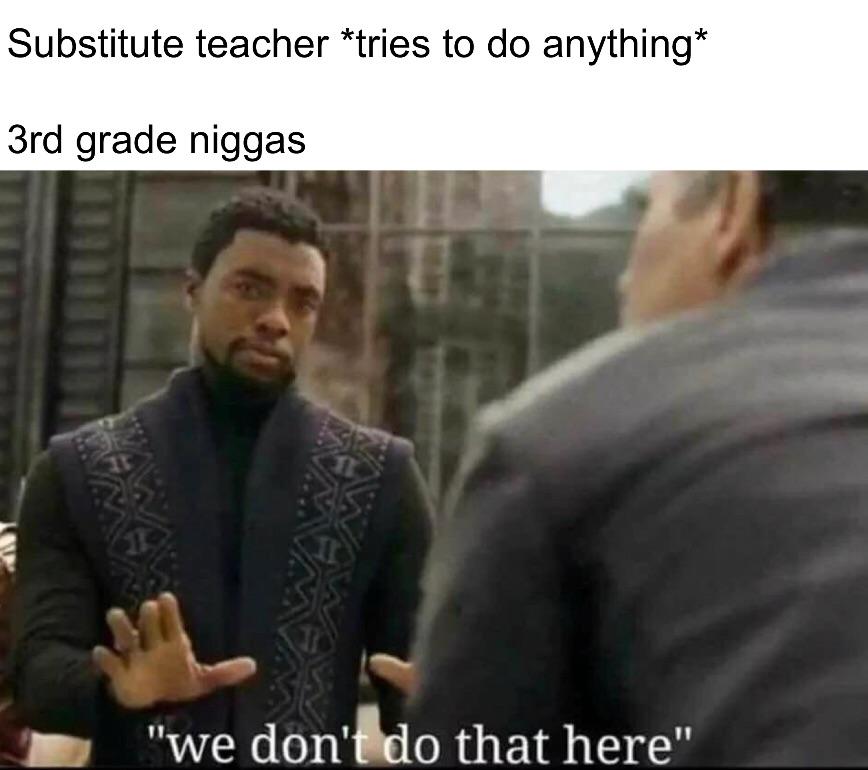 Substitute teacher *tries to do anything*
3rd grade niggas
"we don't do that here"